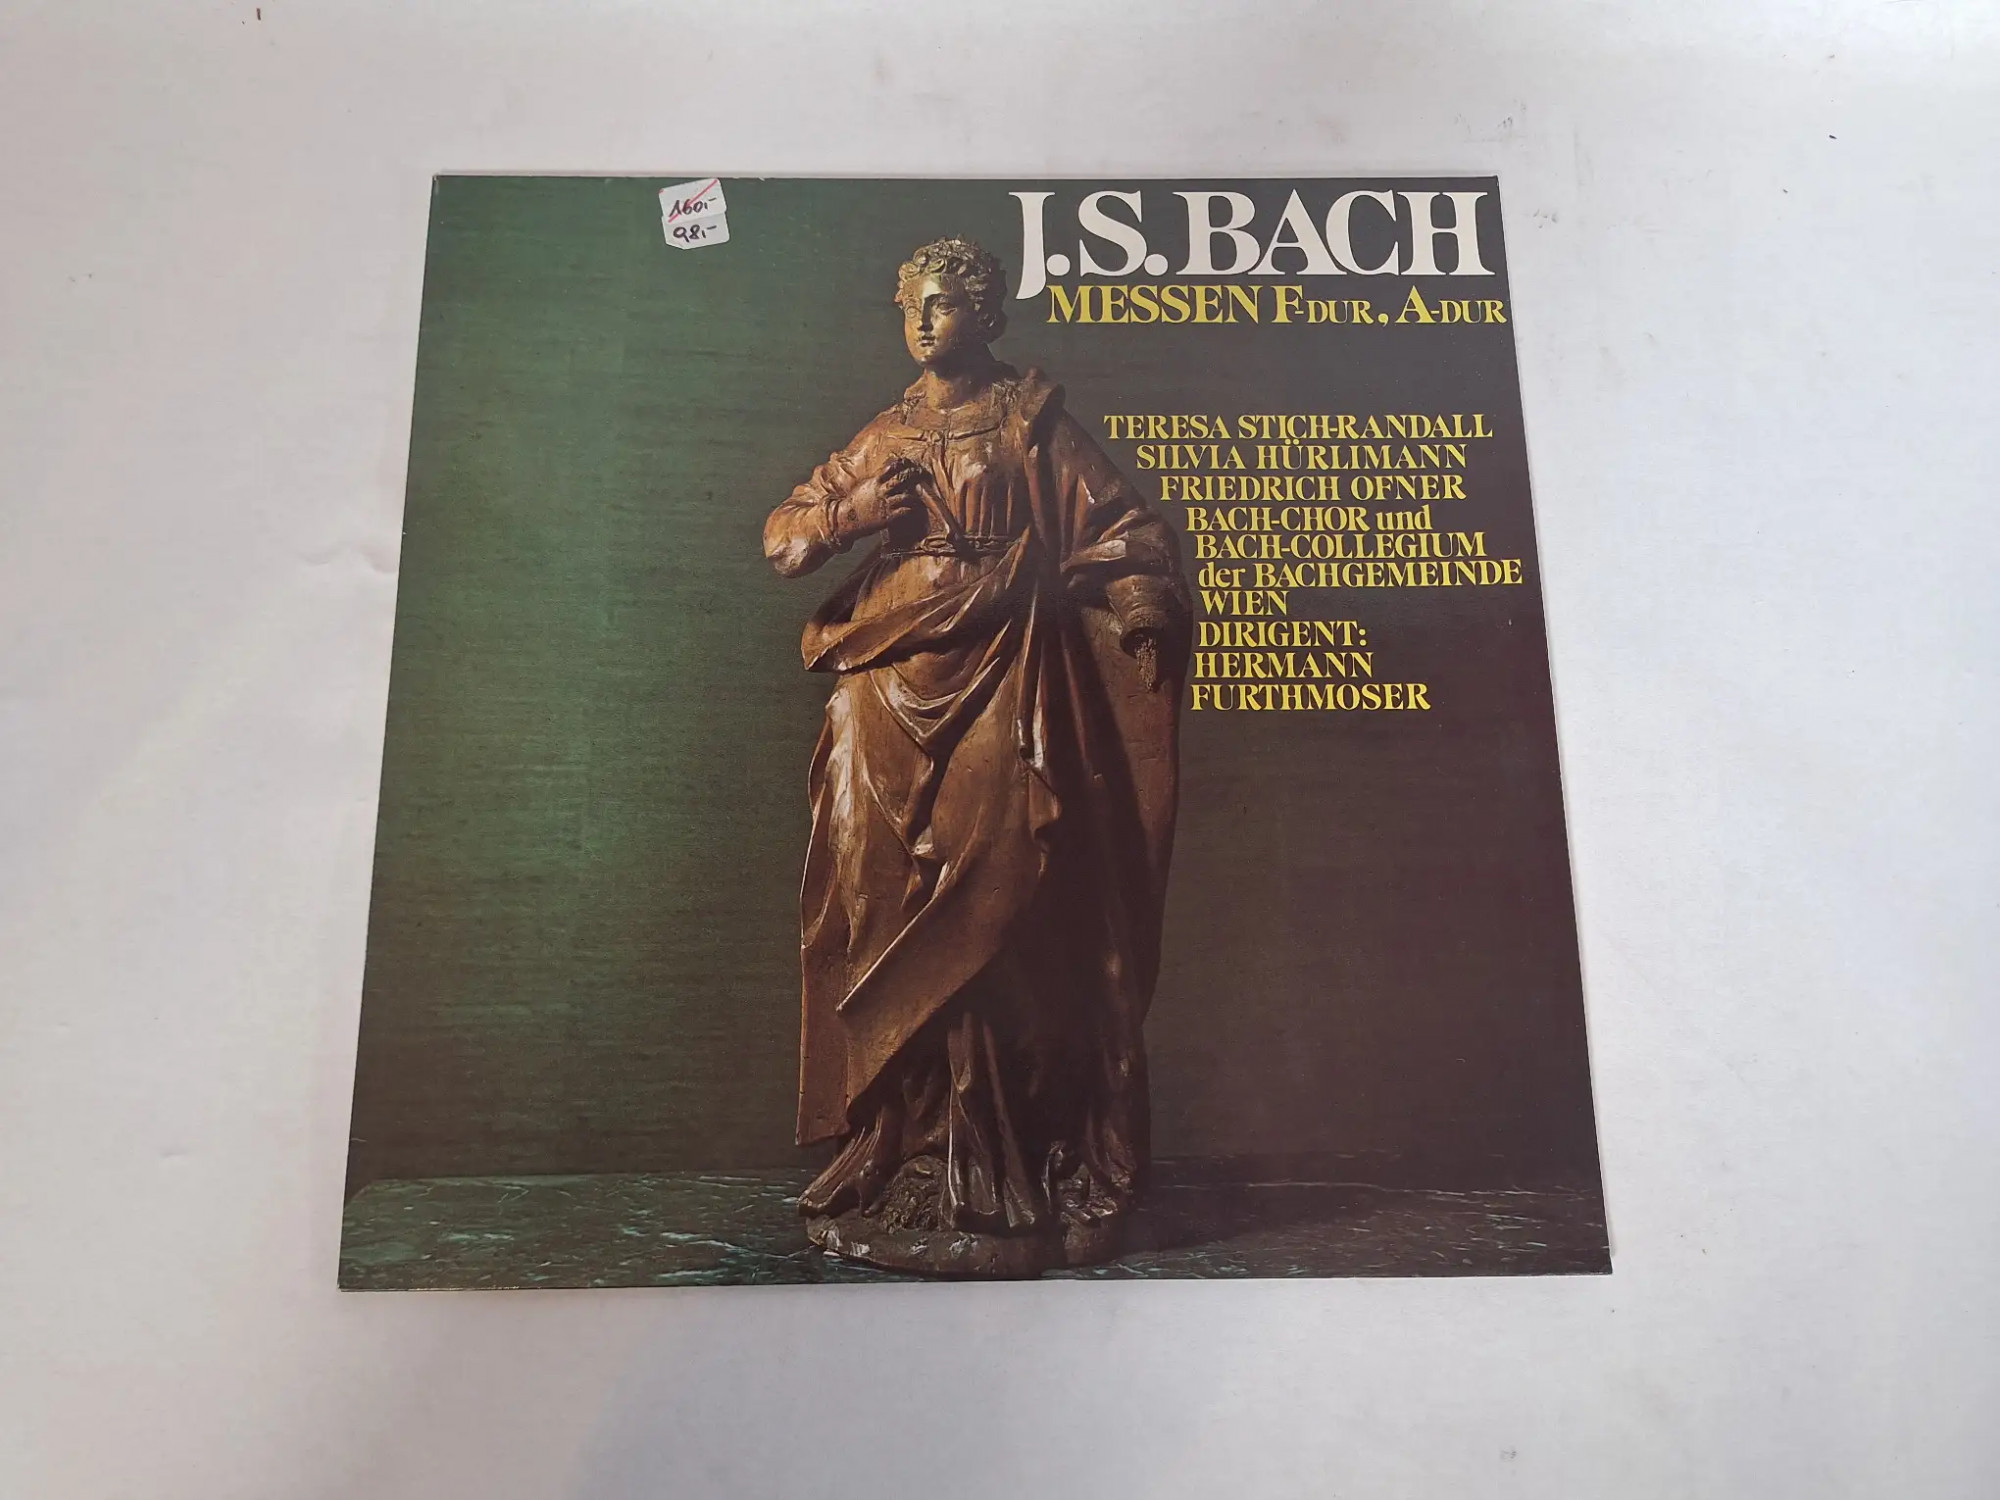 160,-
98,-
J.S. BACH
MESSEN F-DUR, A-DUR
TERESA STICH-RANDALL
SILVIA HÜRLIMANN
FRIEDRICH OFNER
BACH-CHOR und
BACH-COLLEGIUM
der BACHGEMEINDE
WIEN
DIRIGENT:
HERMANN
FURTHMOSER